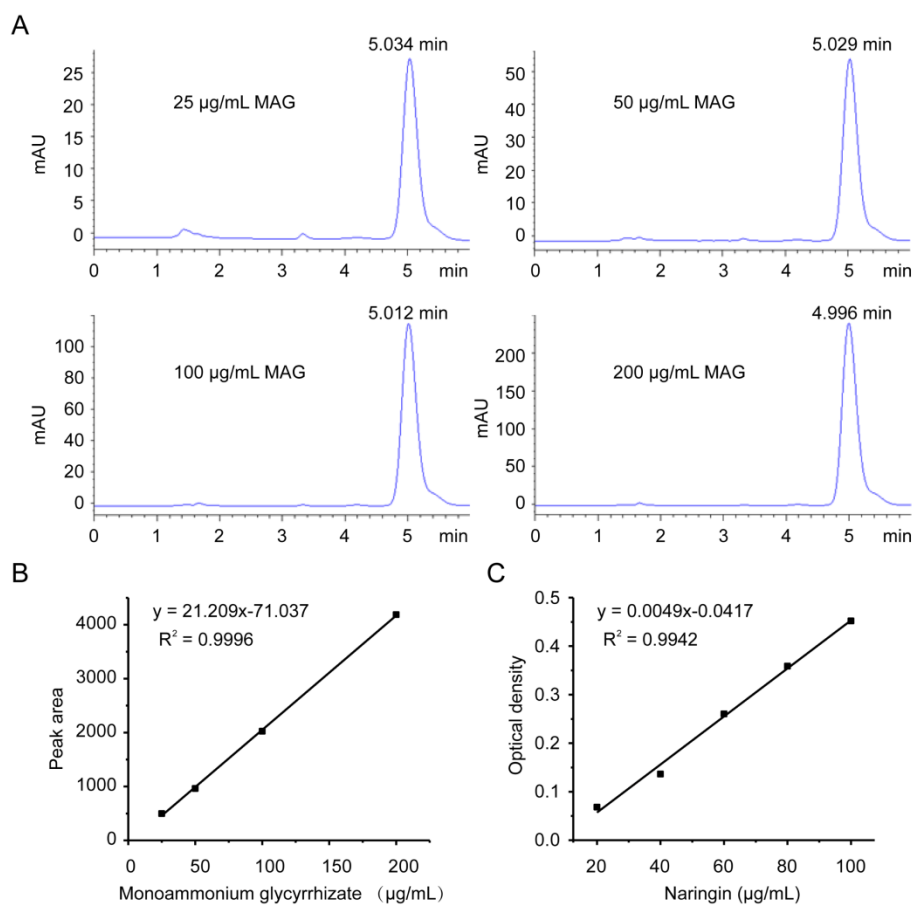 A
5.034 min
25
20
15
10
5
0
mAU
25 µg/mL MAG
0 1 2 3 4 5 min
5.029 min
50
40
30
20
10
0
mAU
50 µg/mL MAG
0 1 2 3 4 5 min
5.012 min
100
80
60
40
20
0
mAU
100 µg/mL MAG
0 1 2 3 4 5 min
4.996 min
200
150
100
50
0
mAU
200 µg/mL MAG
0 1 2 3 4 5 min
B
y = 21.209x-71.037
R² = 0.9996
4000
3000
2000
1000
0
Peak area
0 50 100 150 200
Monoammonium glycyrrhizate （µg/mL）
C
y = 0.0049x-0.0417
R² = 0.9942
0.5
0.4
0.3
0.2
0.1
0.0
Optical density
20 40 60 80 100
Naringin (µg/mL)